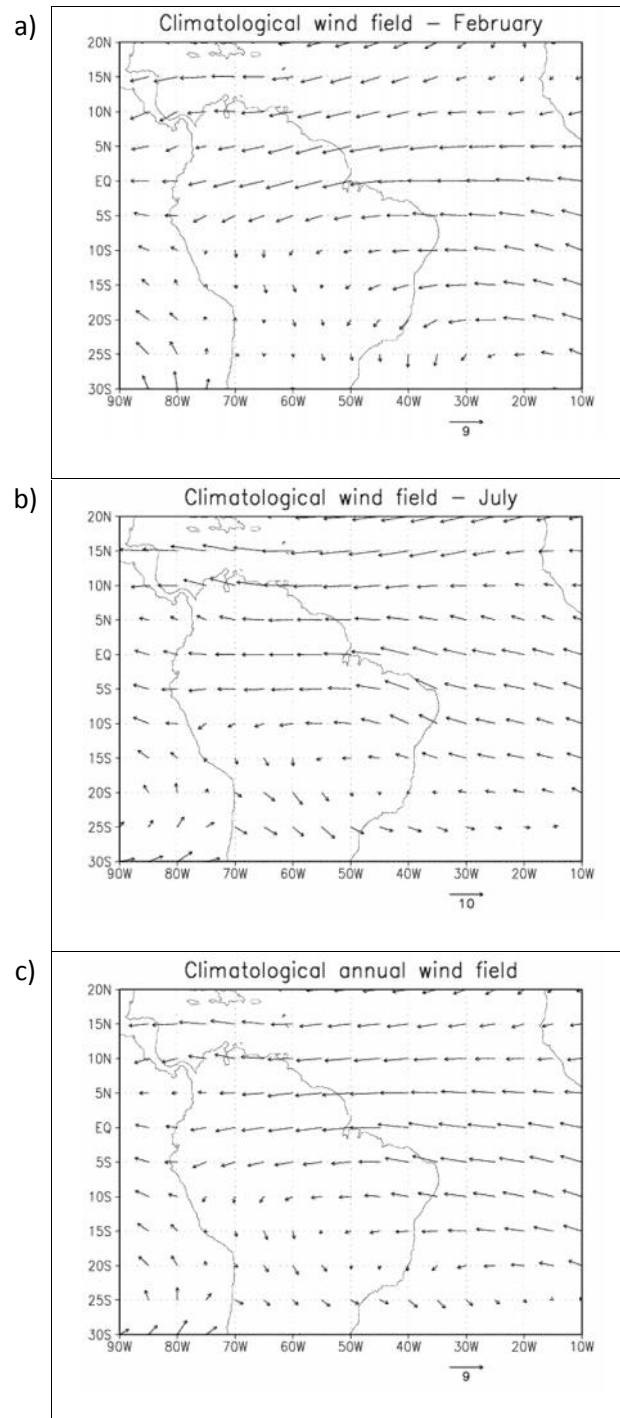 a)
Climatological wind field – February
20N
15N
10N
5N
EQ
5S
10S
15S
20S
25S
30S
90W 80W 70W 60W 50W 40W 30W 20W 10W
9
b)
Climatological wind field – July
20N
15N
10N
5N
EQ
5S
10S
15S
20S
25S
30S
90W 80W 70W 60W 50W 40W 30W 20W 10W
10
c)
Climatological annual wind field
20N
15N
10N
5N
EQ
5S
10S
15S
20S
25S
30S
90W 80W 70W 60W 50W 40W 30W 20W 10W
9